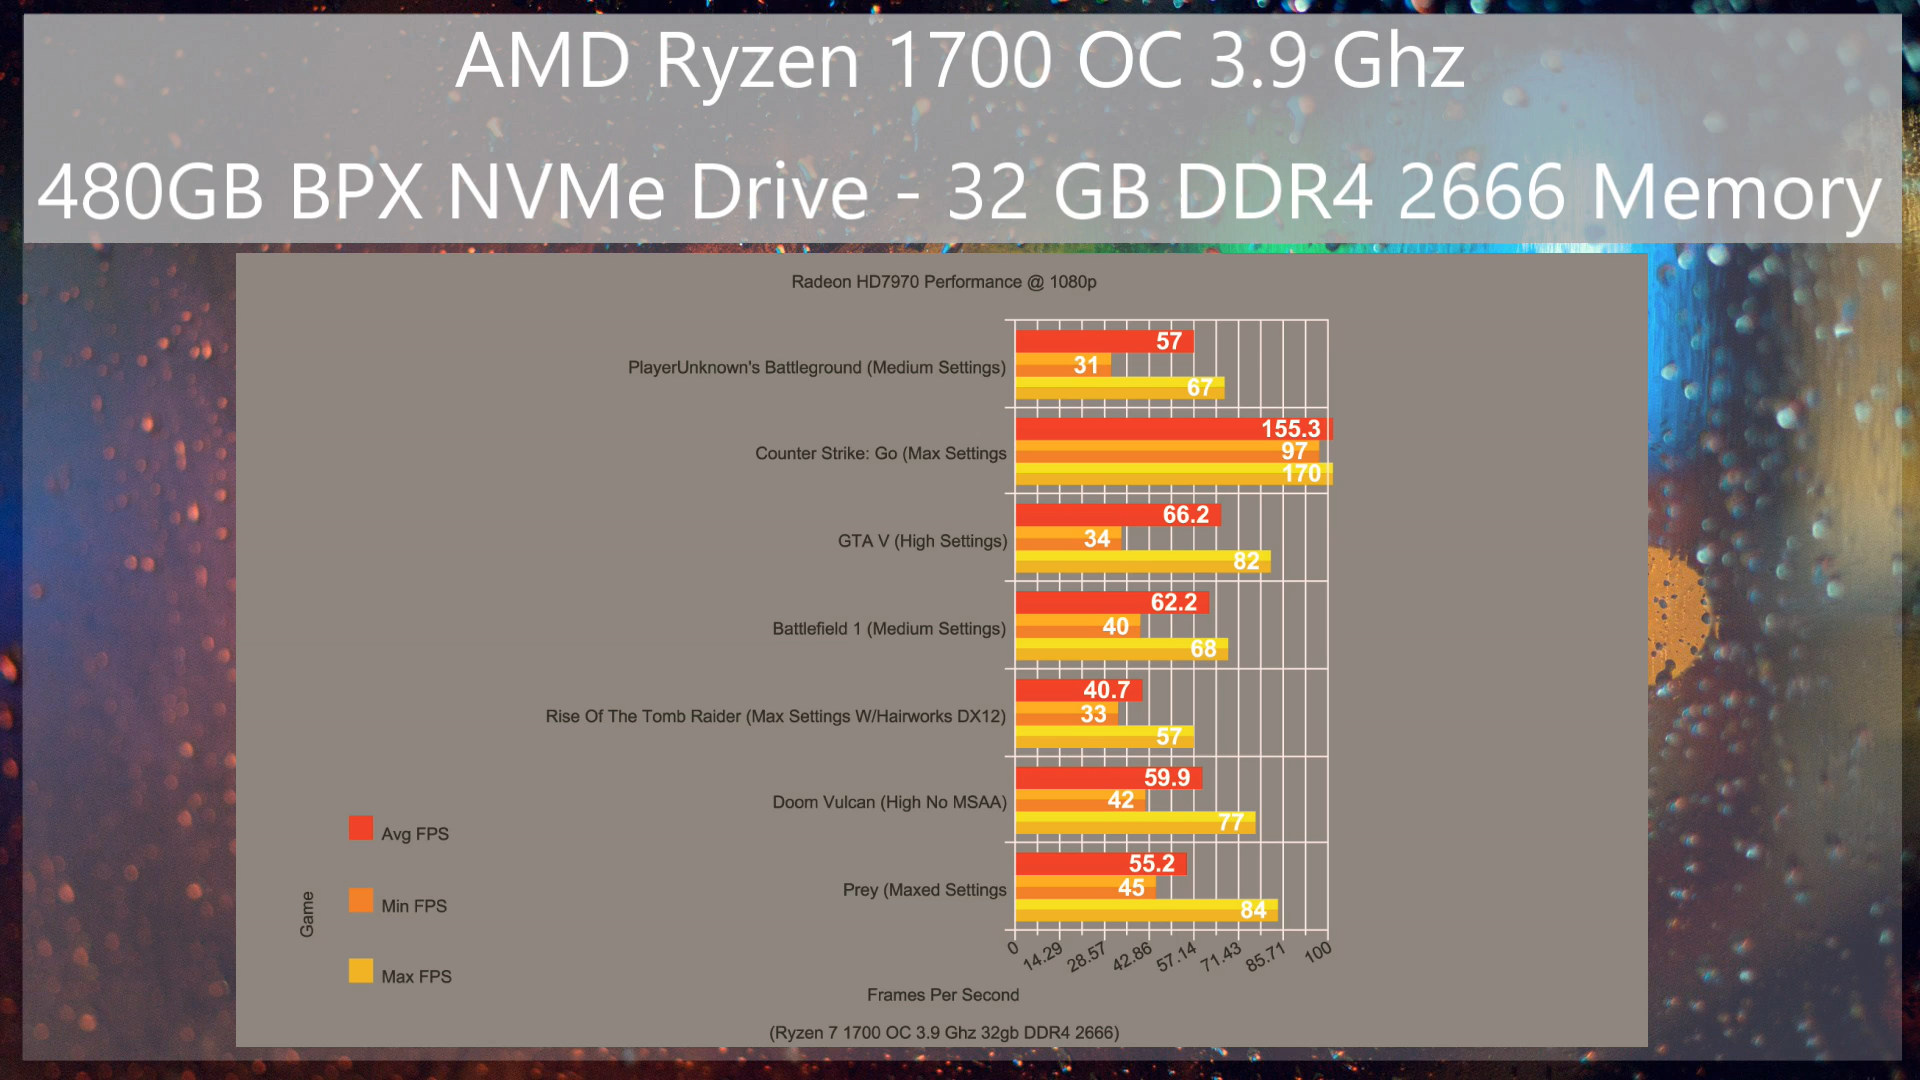 AMD Ryzen 1700 OC 3.9 Ghz
480GB BPX NVMe Drive - 32 GB DDR4 2666 Memory
Radeon HD7970 Performance @ 1080p
PlayerUnknown's Battleground (Medium Settings)
57
31
67
Counter Strike: Go (Max Settings
155.3
97
170
GTA V (High Settings)
66.2
34
82
Battlefield 1 (Medium Settings)
62.2
40
68
Rise Of The Tomb Raider (Max Settings W/Hairworks DX12)
40.7
33
57
Doom Vulcan (High No MSAA)
59.9
42
77
Prey (Maxed Settings
55.2
45
84
Avg FPS
Min FPS
Max FPS
Game
0 14.29 28.57 42.86 57.14 71.43 85.71 100
Frames Per Second
(Ryzen 7 1700 OC 3.9 Ghz 32gb DDR4 2666)